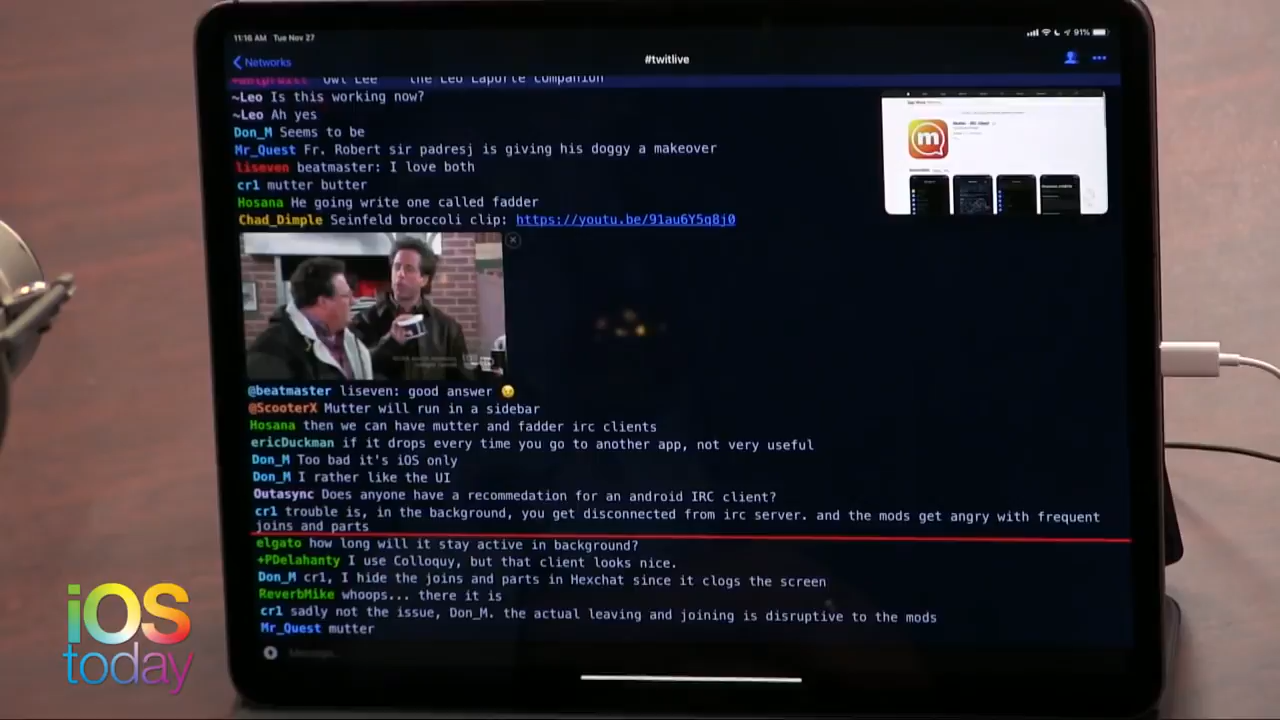 11:16 AM Tue Nov 27
91%
Networks
#twitlive
Owl Lee the Leo Laporte Companion
~Leo Is this working now?
~Leo Ah yes
Don_M Seems to be
Mr_Quest Fr. Robert sir padresj is giving his doggy a makeover
liseven beatmaster: I love both
cr1 mutter butter
Hosana He going write one called fadder
Chad_Dimple Seinfeld broccoli clip: https://youtu.be/91au6Y5q8j0
m
@beatmaster liseven: good answer 😉
@ScooterX Mutter will run in a sidebar
Hosana then we can have mutter and fadder irc clients
ericDuckman if it drops every time you go to another app, not very useful
Don_M Too bad it's iOS only
Don_M I rather like the UI
Outasync Does anyone have a recommedation for an android IRC client?
cr1 trouble is, in the background, you get disconnected from irc server. and the mods get angry with frequent
joins and parts
elgato how long will it stay active in background?
+PDelahanty I use Colloquy, but that client looks nice.
Don_M cr1, I hide the joins and parts in Hexchat since it clogs the screen
ReverbMike whoops... there it is
cr1 sadly not the issue, Don_M. the actual leaving and joining is disruptive to the mods
Mr_Quest mutter
Message...
iOS
today